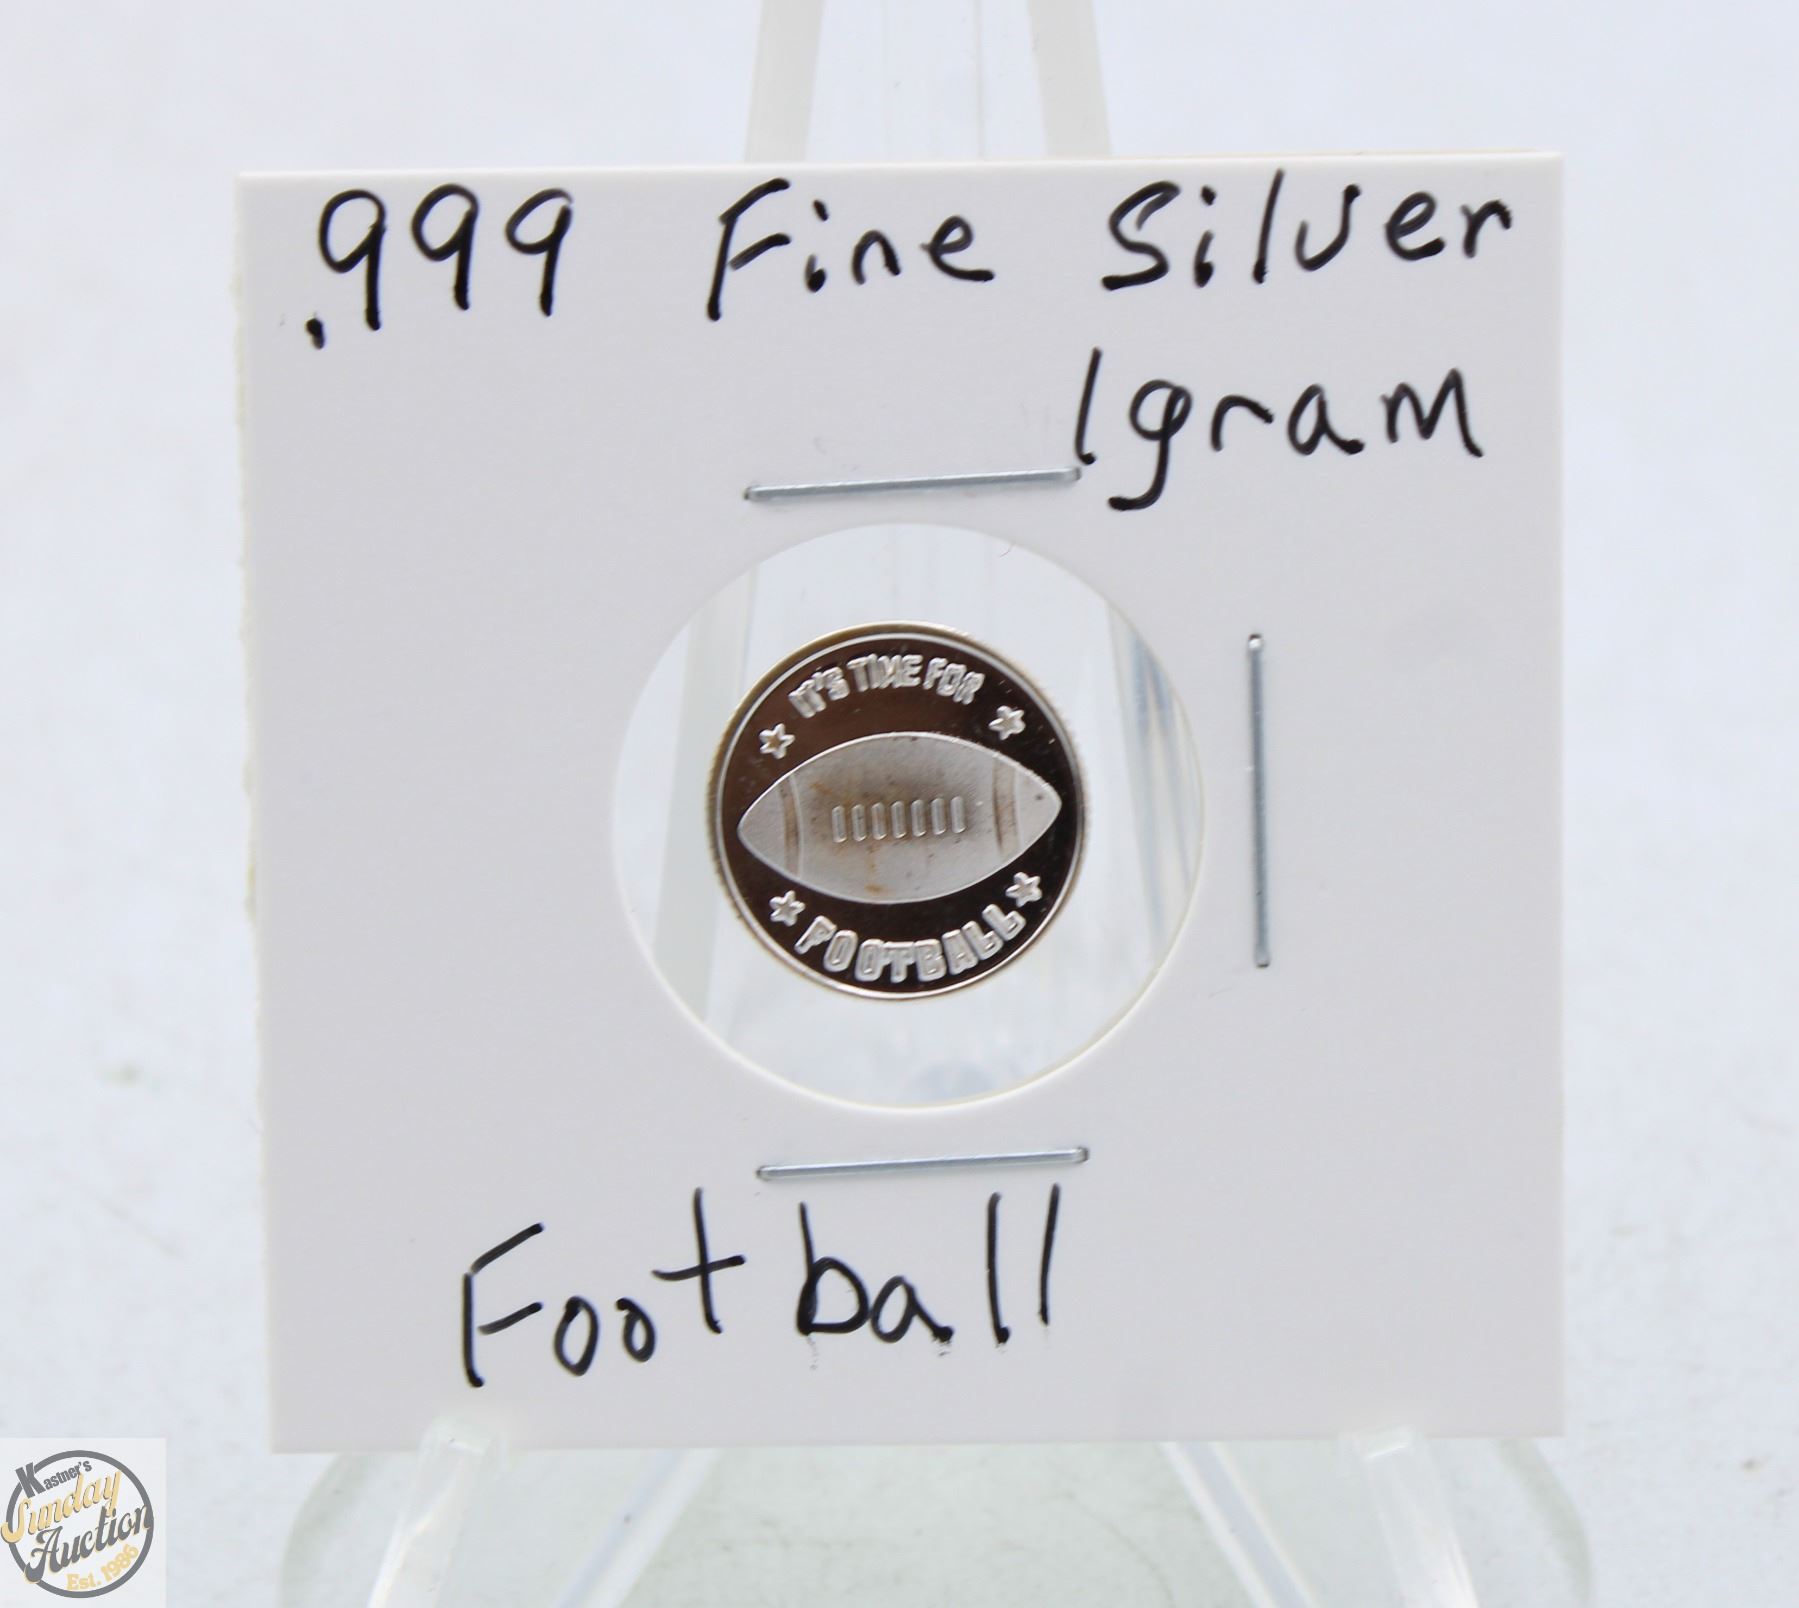 .999 Fine Silver
1gram
IT'S TIME FOR
FOOTBALL
Football
Kastner's
Sunday
Auction
Est. 1986